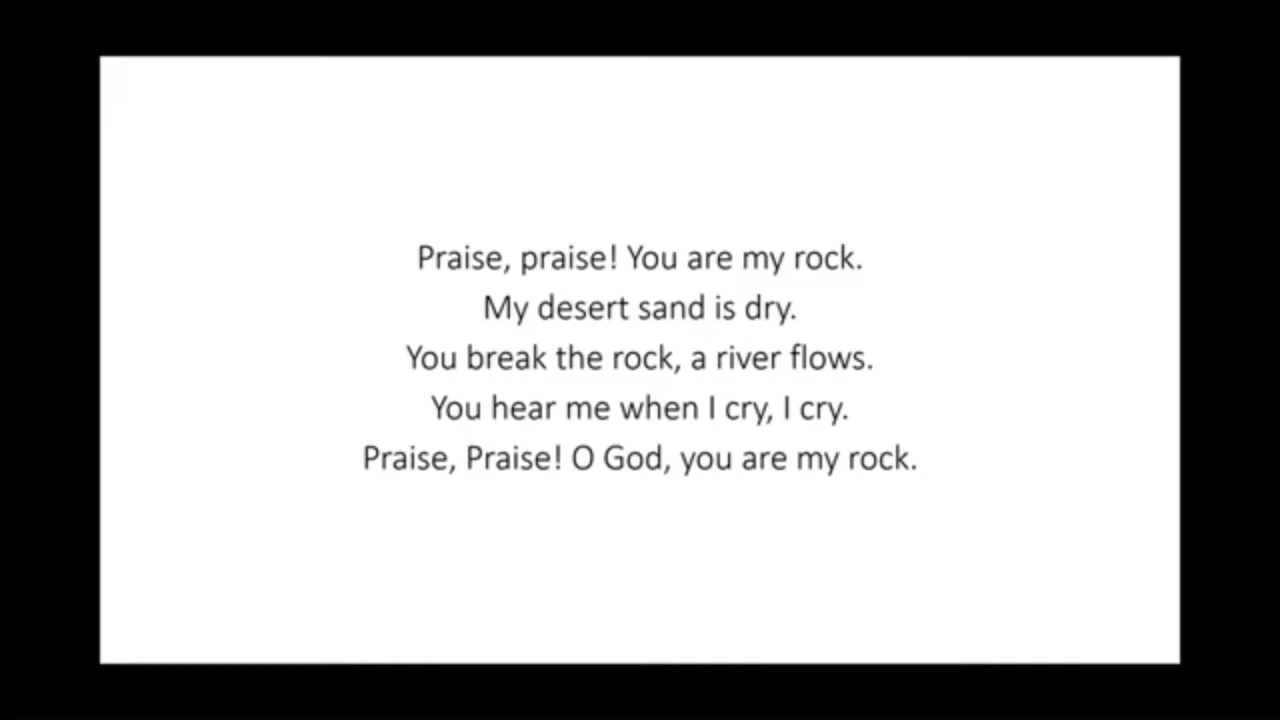 Praise, praise! You are my rock.
My desert sand is dry.
You break the rock, a river flows.
You hear me when I cry, I cry.
Praise, Praise! O God, you are my rock.